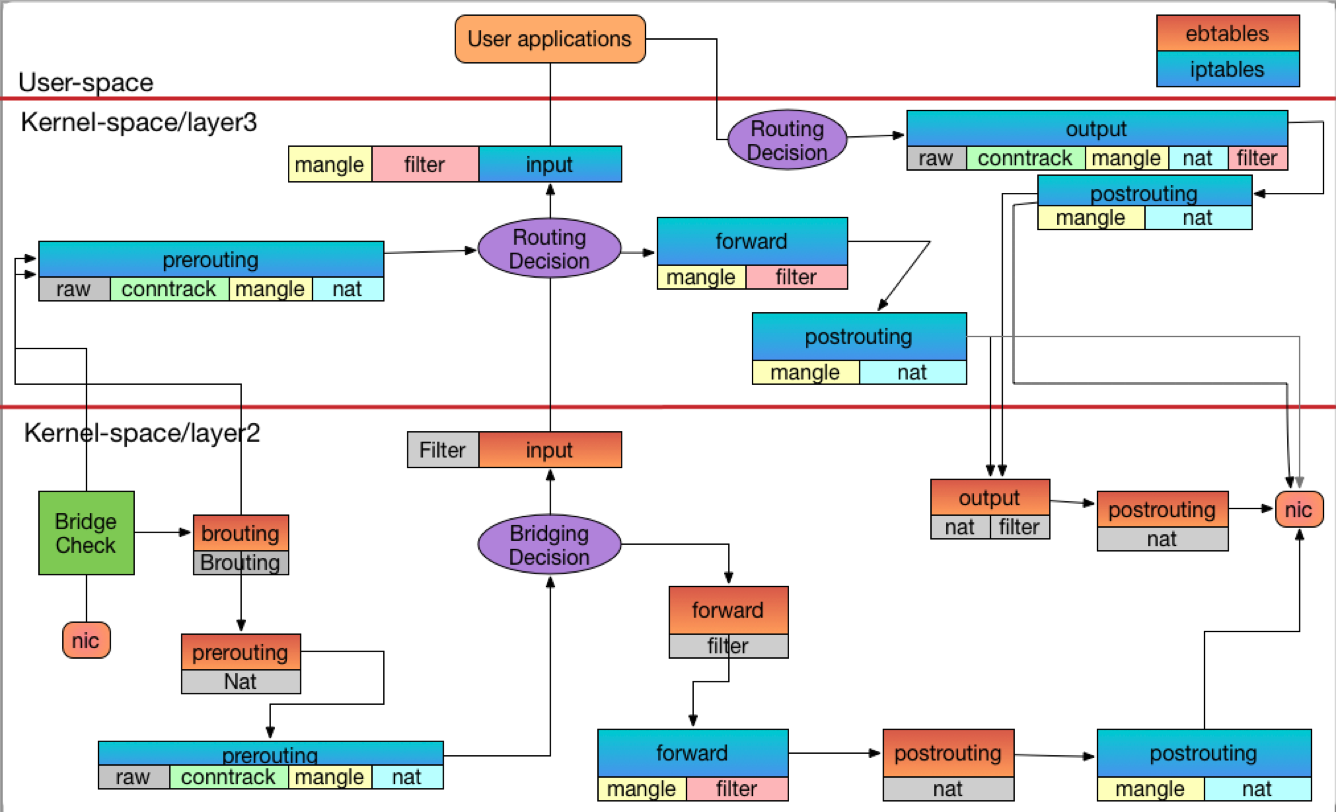 User applications
ebtables
iptables
User-space
Kernel-space/layer3
Routing
Decision
output
raw conntrack mangle nat filter
mangle filter input
postrouting
mangle nat
Routing
Decision
forward
mangle filter
prerouting
raw conntrack mangle nat
postrouting
mangle nat
Kernel-space/layer2
Filter input
Bridge
Check
brouting
Brouting
Bridging
Decision
output
nat filter
postrouting
nat
nic
forward
filter
nic
prerouting
Nat
prerouting
raw conntrack mangle nat
forward
mangle filter
postrouting
nat
postrouting
mangle nat